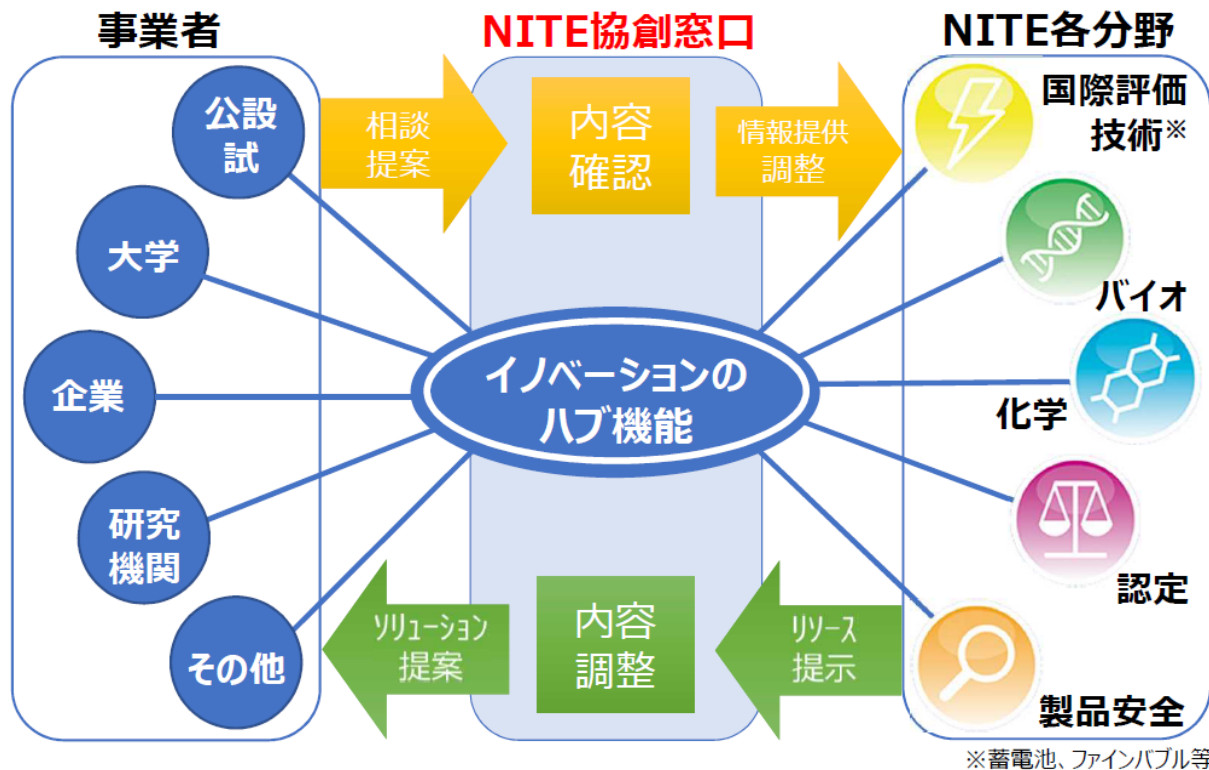 事業者
NITE協創窓口
NITE各分野
公設
試
大学
企業
研究
機関
その他
相談
提案
内容
確認
情報提供
調整
イノベーションの
ハブ機能
ソリューション
提案
内容
調整
リソース
提示
国際評価
技術※
バイオ
化学
認定
製品安全
※蓄電池、ファインバブル等